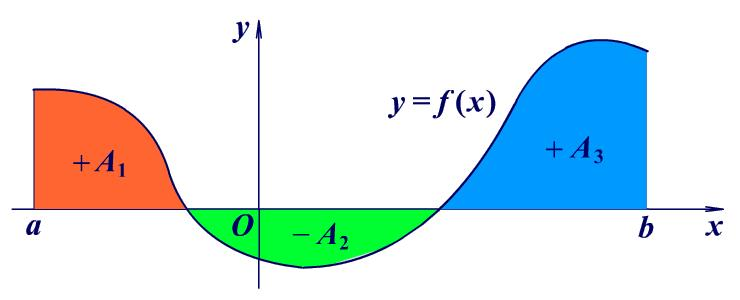 y
y = f(x)
+ A₁
+ A₃
a
O
− A₂
b
x